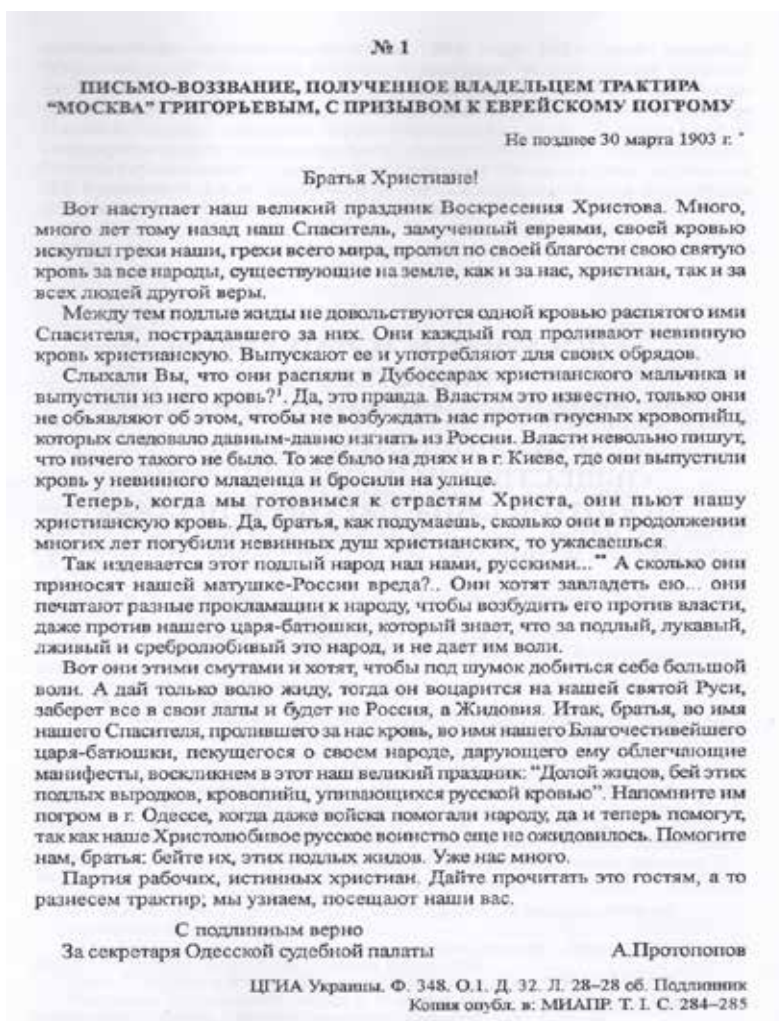 № 1
ПИСЬМО-ВОЗЗВАНИЕ, ПОЛУЧЕННОЕ ВЛАДЕЛЬЦЕМ ТРАКТИРА
“МОСКВА” ГРИГОРЬЕВЫМ, С ПРИЗЫВОМ К ЕВРЕЙСКОМУ ПОГРОМУ
Не позднее 30 марта 1903 г. *
Братья Христиане!
Вот наступает наш великий праздник Воскресения Христова. Много,
много лет тому назад наш Спаситель, замученный евреями, своей кровью
искупил грехи наши, грехи всего мира, пролил по своей благости свою святую
кровь за все народы, существующие на земле, как и за нас, христиан, так и за
всех людей другой веры.
Между тем подлые жиды не довольствуются одной кровью распятого ими
Спасителя, пострадавшего за них. Они каждый год проливают невинную
кровь христианскую. Выпускают ее и употребляют для своих обрядов.
Слыхали Вы, что они распяли в Дубоссарах христианского мальчика и
выпустили из него кровь?¹. Да, это правда. Властям это известно, только они
не объявляют об этом, чтобы не возбуждать нас против гнусных кровопийц,
которых следовало давным-давно изгнать из России. Власти невольно пишут,
что ничего такого не было. То же было на днях и в г. Киеве, где они выпустили
кровь у невинного младенца и бросили на улице.
Теперь, когда мы готовимся к страстям Христа, они пьют нашу
христианскую кровь. Да, братья, как подумаешь, сколько они в продолжении
многих лет погубили невинных душ христианских, то ужасаешься.
Так издевается этот подлый народ над нами, русскими...** А сколько они
приносят нашей матушке-России вреда?.. Они хотят завладеть ею... они
печатают разные прокламации к народу, чтобы возбудить его против власти,
даже против нашего царя-батюшки, который знает, что за подлый, лукавый,
лживый и сребролюбивый это народ, и не дает им воли.
Вот они этими смутами и хотят, чтобы под шумок добиться себе большой
воли. А дай только волю жиду, тогда он воцарится на нашей святой Руси,
заберет все в свои лапы и будет не Россия, а Жидовия. Итак, братья, во имя
нашего Спасителя, пролившего за нас кровь, во имя нашего Благочестивейшего
царя-батюшки, пекущегося о своем народе, дарующего ему облегчающие
манифесты, воскликнем в этот наш великий праздник: “Долой жидов, бей этих
подлых выродков, кровопийц, упивающихся русской кровью”. Напомните им
погром в г. Одессе, когда даже войска помогали народу, да и теперь помогут,
так как наше Христолюбивое русское воинство еще не ожидовилось. Помогите
нам, братья: бейте их, этих подлых жидов. Уже нас много.
Партия рабочих, истинных христиан. Дайте прочитать это гостям, а то
разнесем трактир; мы узнаем, посещают наши вас.
С подлинным верно
За секретаря Одесской судебной палаты А.Протопопов
ЦГИА Украины. Ф. 348. О.1. Д. 32. Л. 28–28 об. Подлинник
Копия опубл. в: МИАПР. Т. I. С. 284–285